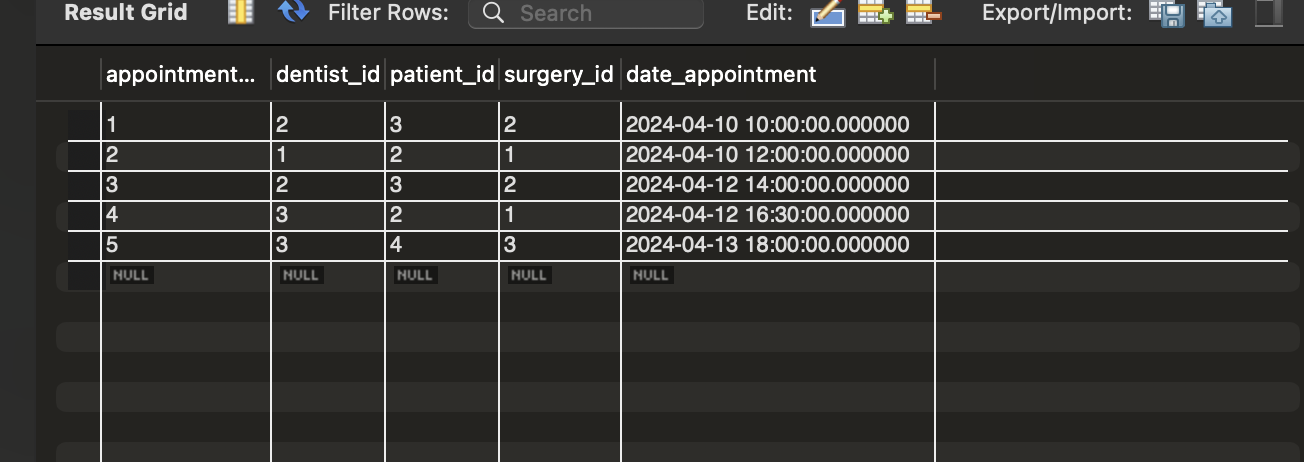 Result Grid Filter Rows: Search Edit: Export/Import:
appointment... dentist_id patient_id surgery_id date_appointment
1 2 3 2 2024-04-10 10:00:00.000000
2 1 2 1 2024-04-10 12:00:00.000000
3 2 3 2 2024-04-12 14:00:00.000000
4 3 2 1 2024-04-12 16:30:00.000000
5 3 4 3 2024-04-13 18:00:00.000000
NULL NULL NULL NULL NULL